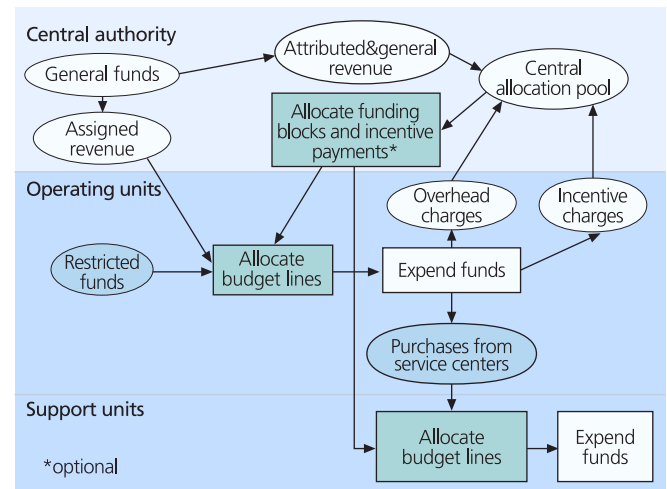 Central authority
General funds
Attributed&general
revenue
Central
allocation pool
Assigned
revenue
Allocate funding
blocks and incentive
payments*
Operating units
Overhead
charges
Incentive
charges
Restricted
funds
Allocate
budget lines
Expend funds
Purchases from
service centers
Support units
Allocate
budget lines
Expend
funds
*optional